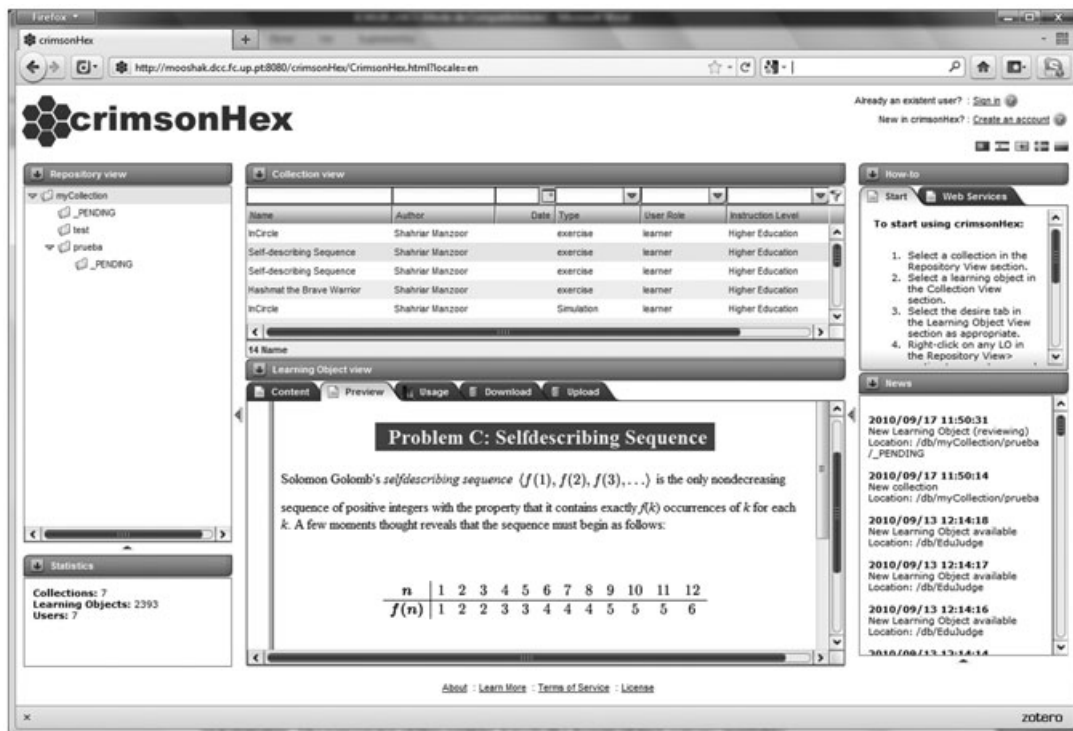 Firefox
crimsonHex
http://mooshak.dcc.fc.up.pt:8080/crimsonHex/CrimsonHex.html?locale=en
crimsonHex
Already an existent user? : Sign in
New in crimsonHex? : Create an account
Repository view
myCollection
_PENDING
test
prueba
_PENDING
Statistics
Collections: 7
Learning Objects: 2393
Users: 7
Collection view
Name Author Date Type User Role Instruction Level
InCircle Shahriar Manzoor exercise learner Higher Education
Self-describing Sequence Shahriar Manzoor exercise learner Higher Education
Self-describing Sequence Shahriar Manzoor exercise learner Higher Education
Hashmat the Brave Warrior Shahriar Manzoor exercise learner Higher Education
InCircle Shahriar Manzoor Simulation learner Higher Education
14 Name
Learning Object view
Content Preview Usage Download Upload
Problem C: Selfdescribing Sequence
Solomon Golomb's selfdescribing sequence ⟨f(1), f(2), f(3), . . .⟩ is the only nondecreasing
sequence of positive integers with the property that it contains exactly f(k) occurrences of k for each
k. A few moments thought reveals that the sequence must begin as follows:
n 1 2 3 4 5 6 7 8 9 10 11 12
f(n) 1 2 2 3 3 4 4 4 5 5 5 6
How-to
Start Web Services
To start using crimsonHex:
1. Select a collection in the
Repository View section.
2. Select a learning object in
the Collection View
section.
3. Select the desire tab in
the Learning Object View
section as appropriate.
4. Right-click on any LO in
the Repository View>
News
2010/09/17 11:50:31
New Learning Object (reviewing)
Location: /db/myCollection/prueba
/_PENDING
2010/09/17 11:50:14
New collection
Location: /db/myCollection/prueba
2010/09/13 12:14:18
New Learning Object available
Location: /db/EduJudge
2010/09/13 12:14:17
New Learning Object available
Location: /db/EduJudge
2010/09/13 12:14:16
New Learning Object available
Location: /db/EduJudge
2010/09/13 12:14:14
About : Learn More : Terms of Service : License
zotero